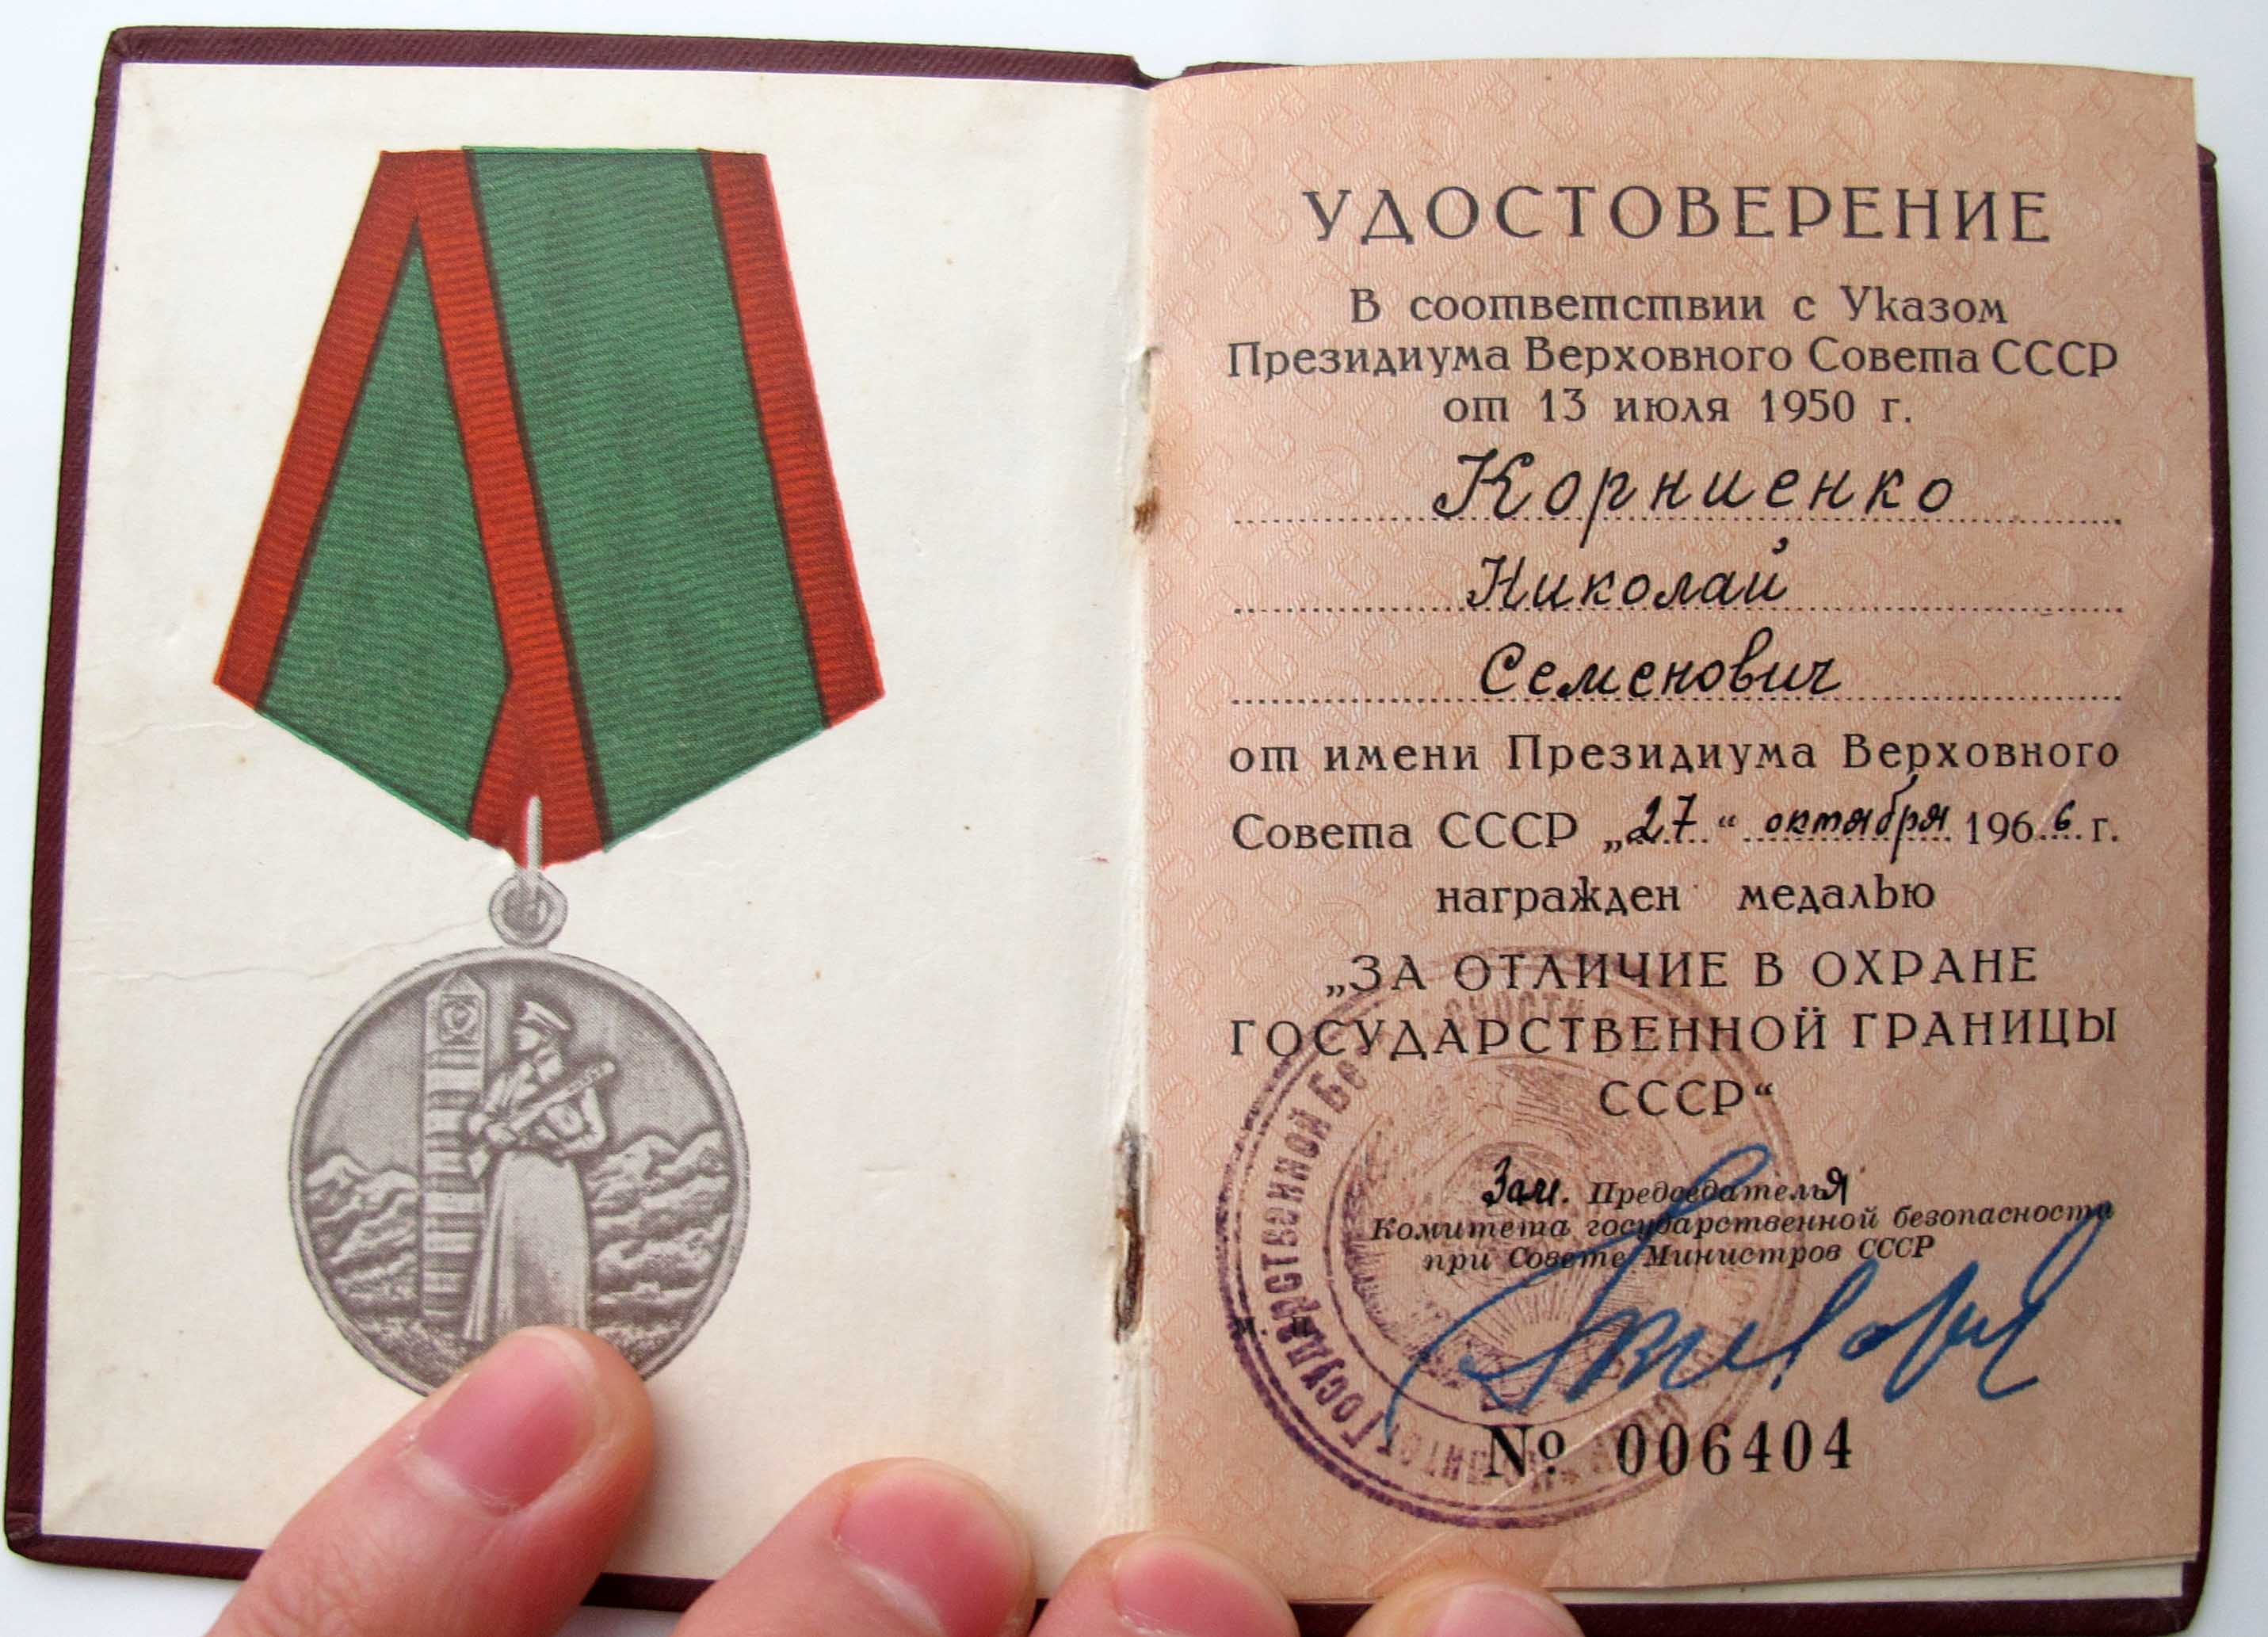 УДОСТОВЕРЕНИЕ
В соответствии с Указом
Президиума Верховного Совета СССР
от 13 июля 1950 г.
Корниенко
Николай
Семенович
от имени Президиума Верховного
Совета СССР „27“ октября 1966 г.
награжден медалью
„ЗА ОТЛИЧИЕ В ОХРАНЕ
ГОСУДАРСТВЕННОЙ ГРАНИЦЫ
СССР“
Зам. Председателя
Комитета государственной безопасности
при Совете Министров СССР
Государственной
№ 006404